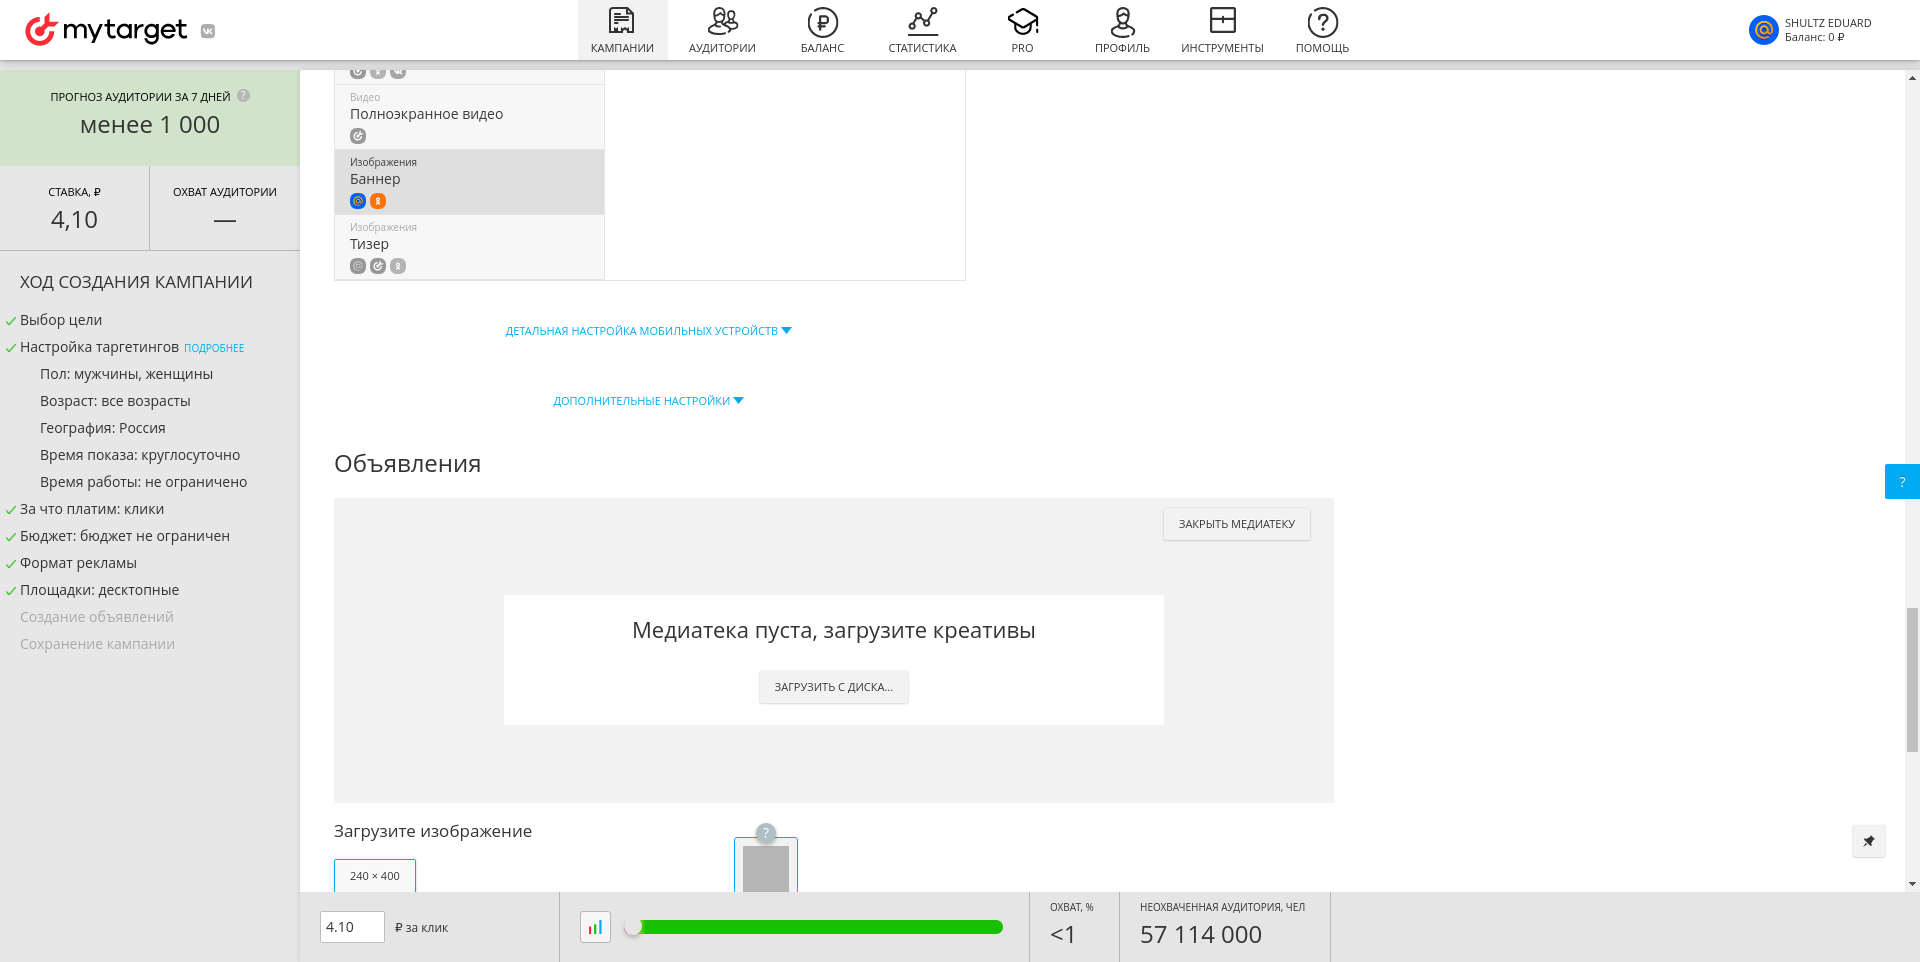 mytarget
КАМПАНИИ
АУДИТОРИИ
БАЛАНС
СТАТИСТИКА
PRO
ПРОФИЛЬ
ИНСТРУМЕНТЫ
ПОМОЩЬ
SHULTZ EDUARD
Баланс: 0 ₽
ПРОГНОЗ АУДИТОРИИ ЗА 7 ДНЕЙ ?
менее 1 000
СТАВКА, ₽
4,10
ОХВАТ АУДИТОРИИ
—
ХОД СОЗДАНИЯ КАМПАНИИ
Выбор цели
Настройка таргетингов ПОДРОБНЕЕ
Пол: мужчины, женщины
Возраст: все возрасты
География: Россия
Время показа: круглосуточно
Время работы: не ограничено
За что платим: клики
Бюджет: бюджет не ограничен
Формат рекламы
Площадки: десктопные
Создание объявлений
Сохранение кампании
Видео
Полноэкранное видео
Изображения
Баннер
Изображения
Тизер
ДЕТАЛЬНАЯ НАСТРОЙКА МОБИЛЬНЫХ УСТРОЙСТВ
ДОПОЛНИТЕЛЬНЫЕ НАСТРОЙКИ
Объявления
?
ЗАКРЫТЬ МЕДИАТЕКУ
Медиатека пуста, загрузите креативы
ЗАГРУЗИТЬ С ДИСКА...
Загрузите изображение
?
240 × 400
4.10 ₽ за клик
ОХВАТ, %
<1
НЕОХВАЧЕННАЯ АУДИТОРИЯ, ЧЕЛ
57 114 000